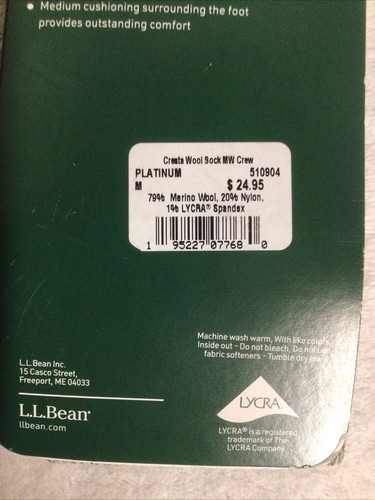 • Medium cushioning surrounding the foot
provides outstanding comfort
Cresta Wool Sock MW Crew
PLATINUM 510904
M $ 24.95
79% Merino Wool, 20% Nylon,
1% LYCRA® Spandex
1 95227 07768 0
Machine wash warm, With like colors
Inside out - Do not bleach, Do not use
fabric softeners - Tumble dry low
L.L.Bean Inc.
15 Casco Street,
Freeport, ME 04033
L.L.Bean®
llbean.com
LYCRA
LYCRA® is a registered
trademark of The
LYCRA Company